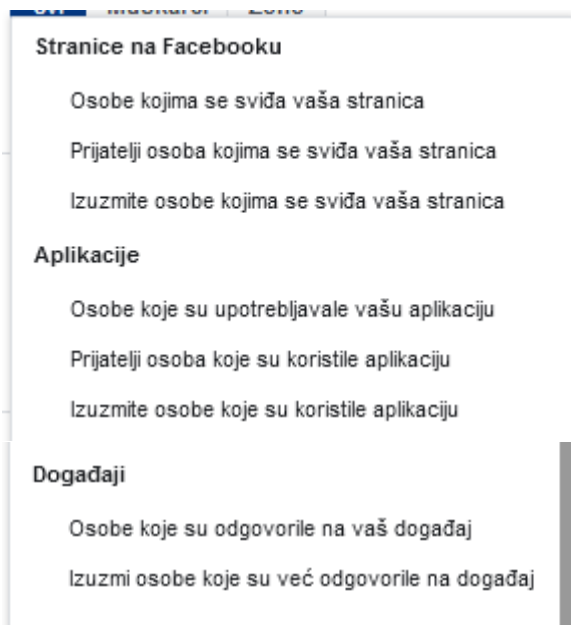 Stranice na Facebooku
Osobe kojima se sviđa vaša stranica
Prijatelji osoba kojima se sviđa vaša stranica
Izuzmite osobe kojima se sviđa vaša stranica
Aplikacije
Osobe koje su upotrebljavale vašu aplikaciju
Prijatelji osoba koje su koristile aplikaciju
Izuzmite osobe koje su koristile aplikaciju
Događaji
Osobe koje su odgovorile na vaš događaj
Izuzmi osobe koje su već odgovorile na događaj